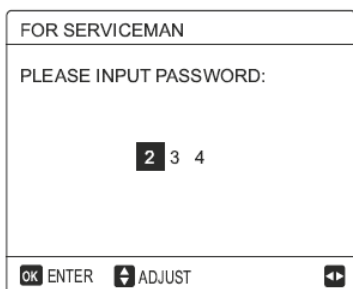 FOR SERVICEMAN
PLEASE INPUT PASSWORD:
2 3 4
OK ENTER ADJUST